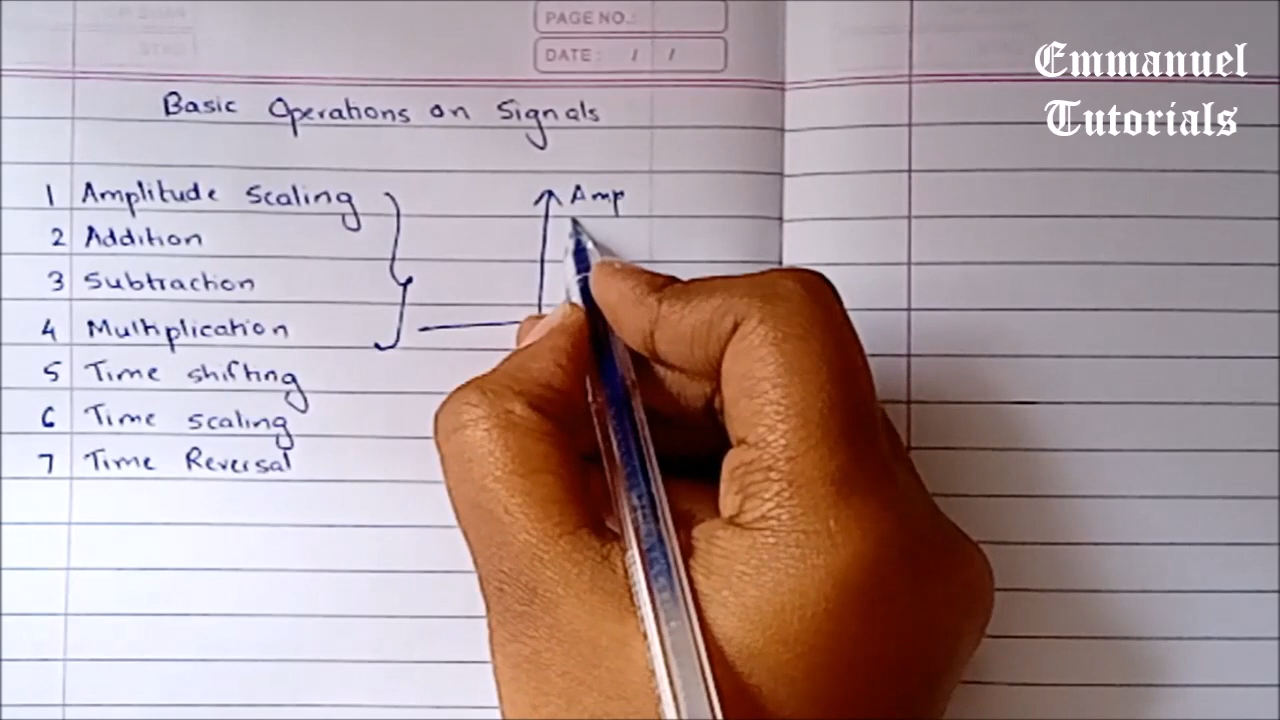 PAGE NO.:
DATE: / /
Emmanuel
Tutorials
Basic Operations on Signals
1 Amplitude scaling
Amp
2 Addition
3 Subtraction
4 Multiplication
5 Time shifting
6 Time scaling
7 Time Reversal